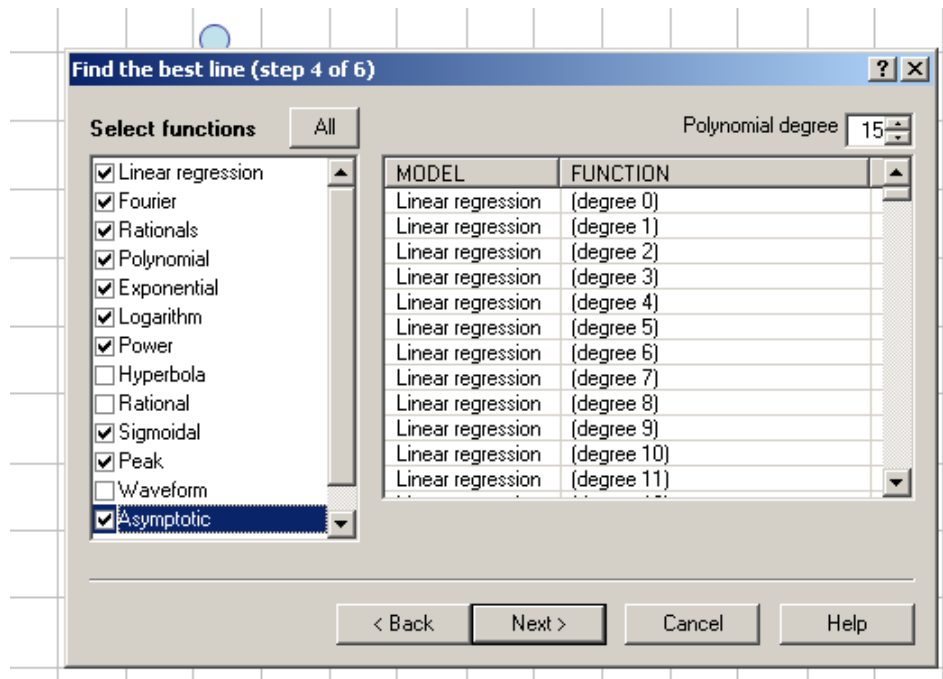 Find the best line (step 4 of 6)
Select functions All Polynomial degree 15
Linear regression
Fourier
Rationals
Polynomial
Exponential
Logarithm
Power
Hyperbola
Rational
Sigmoidal
Peak
Waveform
Asymptotic
MODEL FUNCTION
Linear regression (degree 0)
Linear regression (degree 1)
Linear regression (degree 2)
Linear regression (degree 3)
Linear regression (degree 4)
Linear regression (degree 5)
Linear regression (degree 6)
Linear regression (degree 7)
Linear regression (degree 8)
Linear regression (degree 9)
Linear regression (degree 10)
Linear regression (degree 11)
< Back Next > Cancel Help